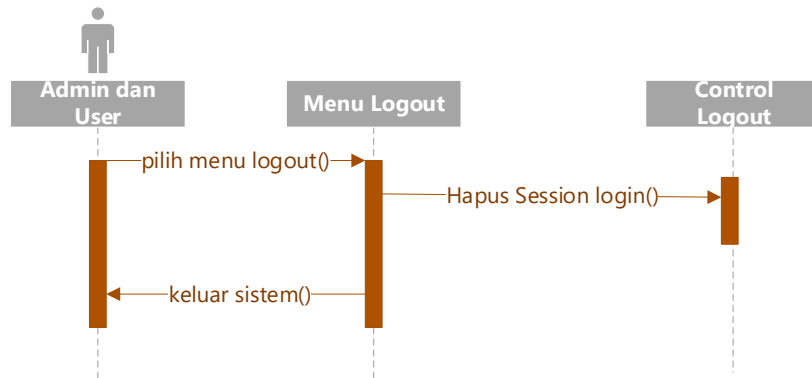 Admin dan
User
Menu Logout
Control
Logout
pilih menu logout()
Hapus Session login()
keluar sistem()